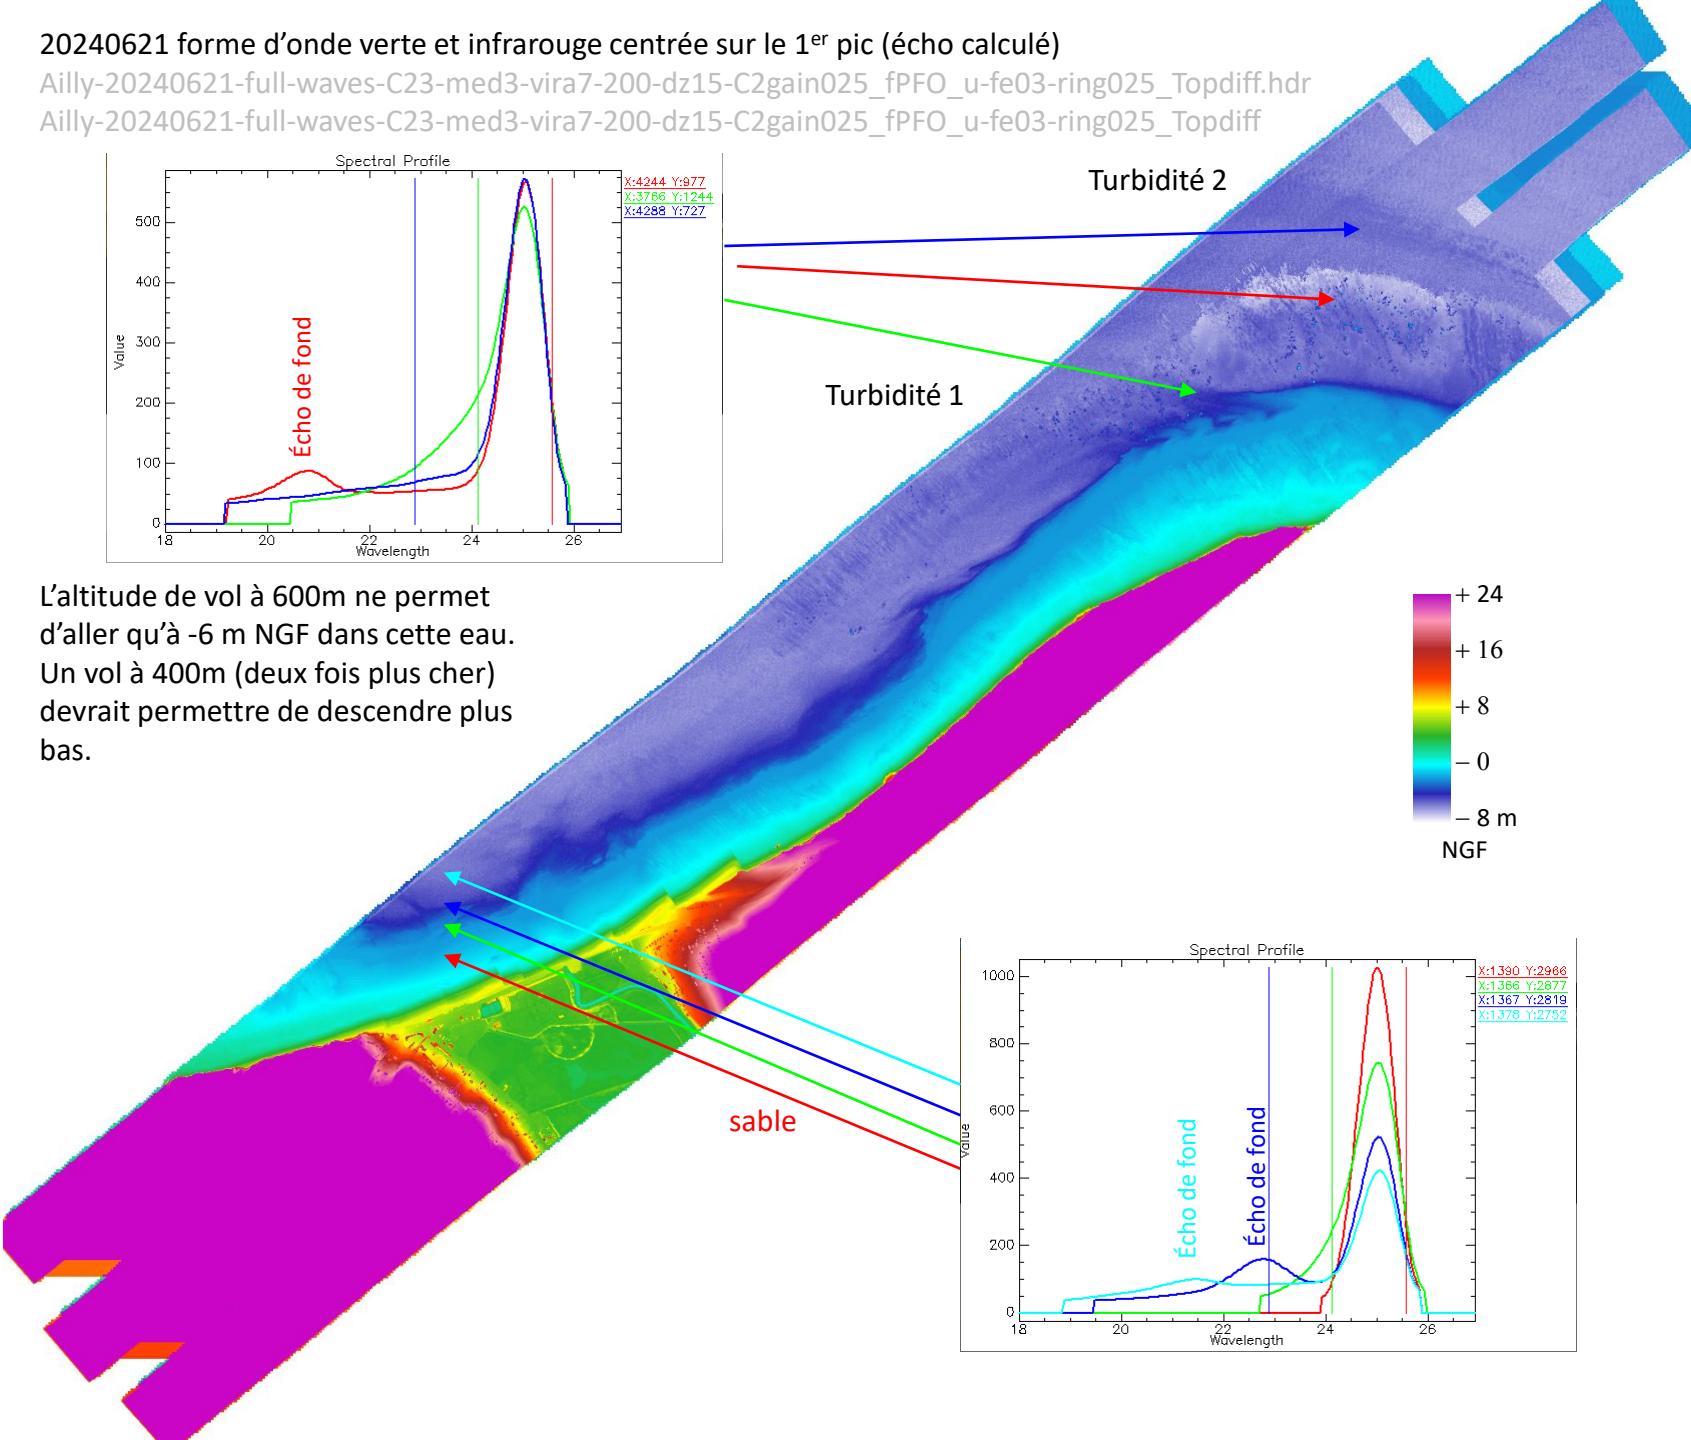 20240621 forme d'onde verte et infrarouge centrée sur le 1er pic (écho calculé)
Ailly-20240621-full-waves-C23-med3-vira7-200-dz15-C2gain025_fPFO_u-fe03-ring025_Topdiff.hdr
Ailly-20240621-full-waves-C23-med3-vira7-200-dz15-C2gain025_fPFO_u-fe03-ring025_Topdiff
Spectral Profile
X:4244 Y:977
X:3766 Y:1244
X:4288 Y:727
500
400
300
200
100
0
Value
Écho de fond
18 20 22 24 26
Wavelength
Turbidité 2
Turbidité 1
L'altitude de vol à 600m ne permet
d'aller qu'à -6 m NGF dans cette eau.
Un vol à 400m (deux fois plus cher)
devrait permettre de descendre plus
bas.
+ 24
+ 16
+ 8
– 0
– 8 m
NGF
sable
Spectral Profile
X:1390 Y:2966
X:1386 Y:2877
X:1367 Y:2819
X:1378 Y:2752
1000
800
600
400
200
0
Value
Écho de fond
Écho de fond
18 20 22 24 26
Wavelength